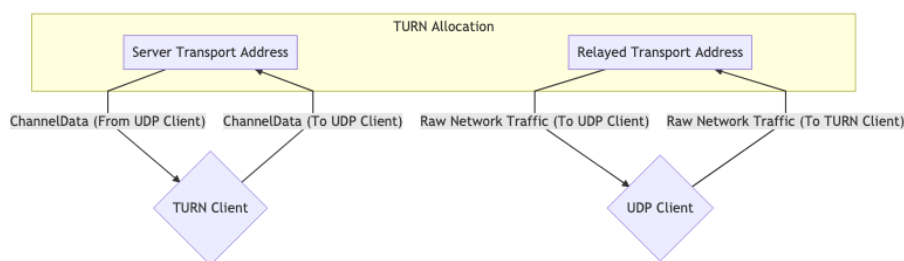 TURN Allocation
Server Transport Address
Relayed Transport Address
ChannelData (From UDP Client)
ChannelData (To UDP Client)
Raw Network Traffic (To UDP Client)
Raw Network Traffic (To TURN Client)
TURN Client
UDP Client